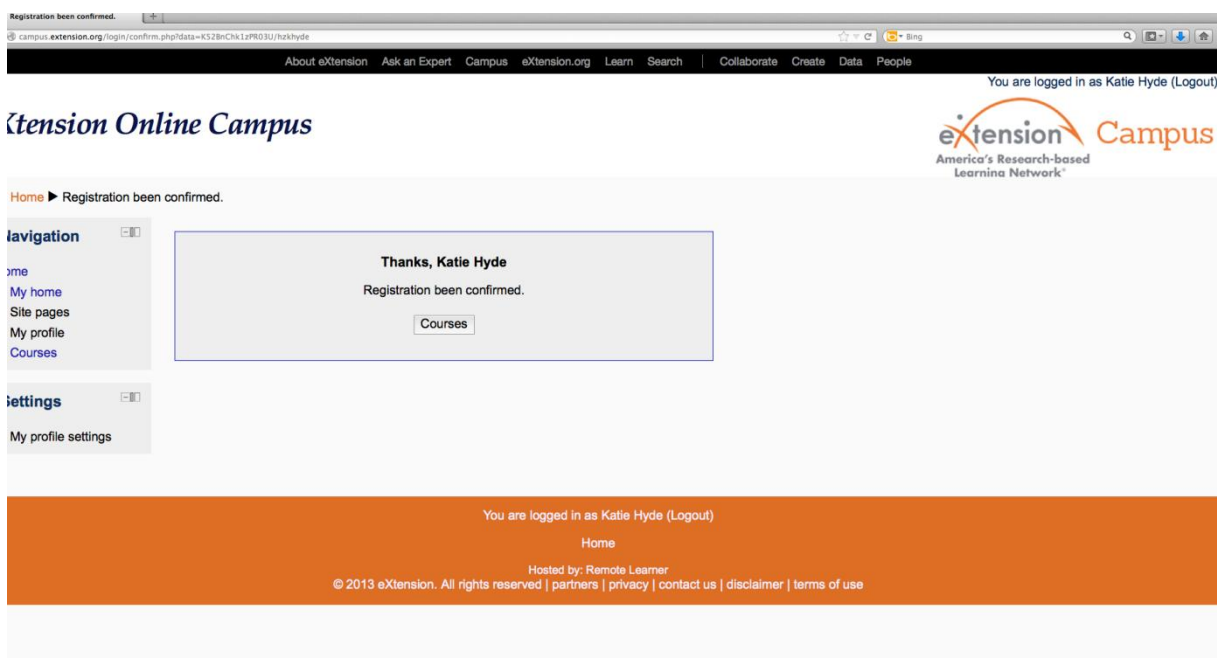 Registration been confirmed.
campus.extension.org/login/confirm.php?data=K52BnChk1zPR03U/hzkhyde
Bing
About eXtension Ask an Expert Campus eXtension.org Learn Search | Collaborate Create Data People
You are logged in as Katie Hyde (Logout)
Xtension Online Campus
eXtension Campus
America's Research-based
Learning Network
Home ▶ Registration been confirmed.
Navigation
ome
My home
Site pages
My profile
Courses
Thanks, Katie Hyde
Registration been confirmed.
Courses
Settings
My profile settings
You are logged in as Katie Hyde (Logout)
Home
Hosted by: Remote Learner
© 2013 eXtension. All rights reserved | partners | privacy | contact us | disclaimer | terms of use